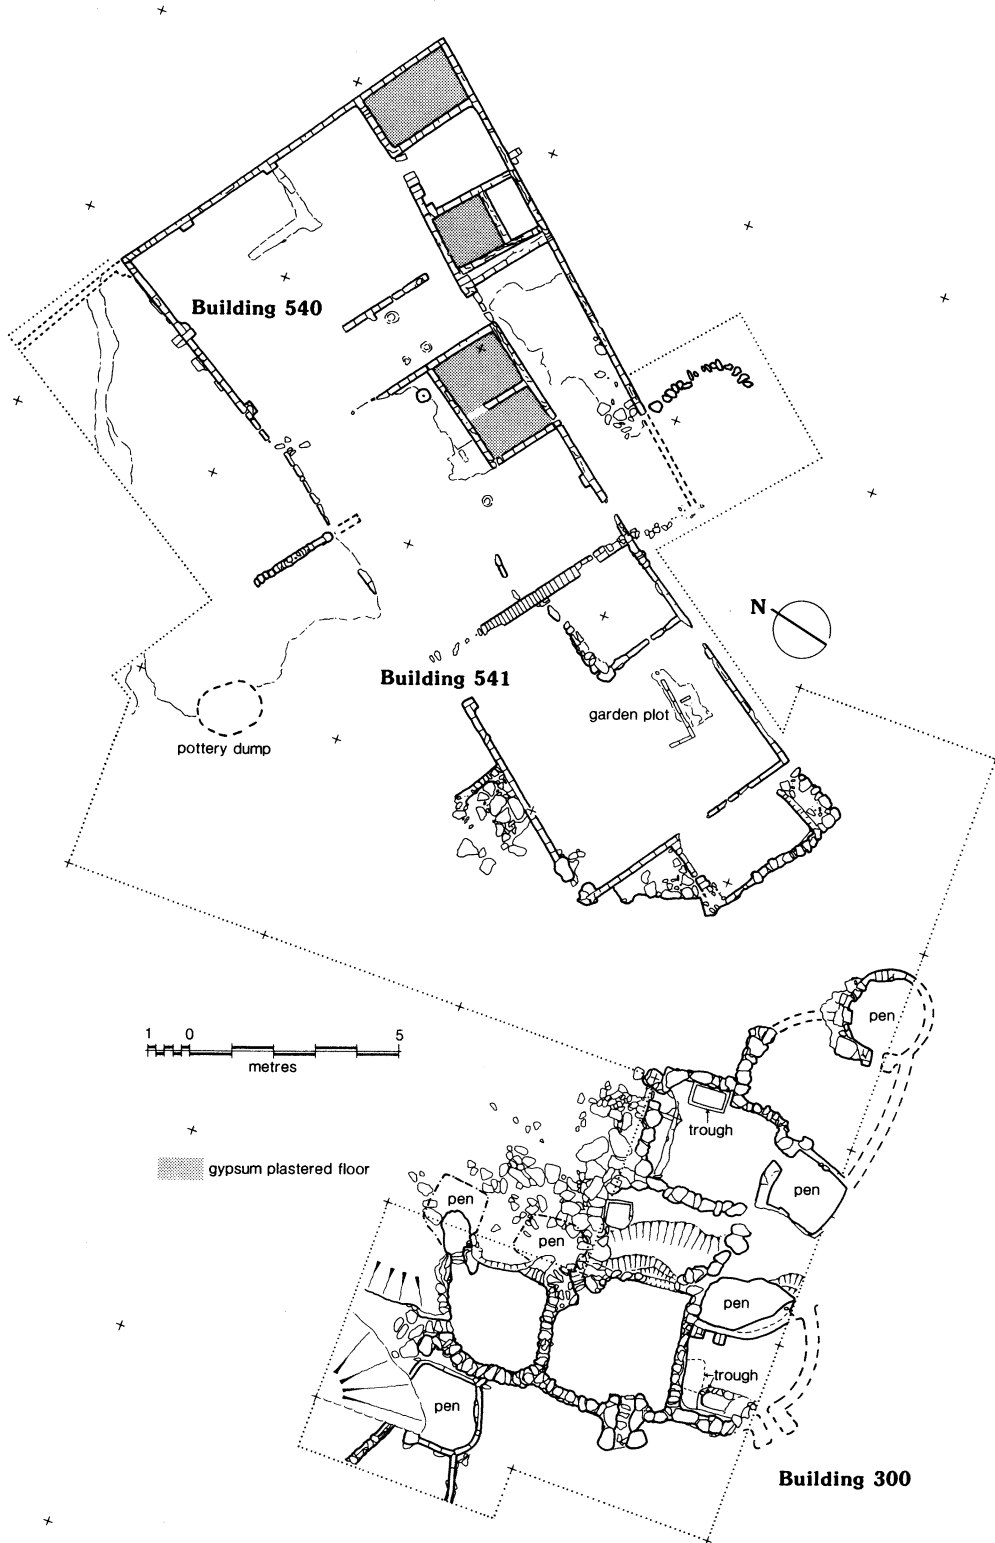 Building 540
N
Building 541
garden plot
pottery dump
pen
1 0 5
metres
trough
gypsum plastered floor
pen
pen
pen
pen
trough
pen
Building 300